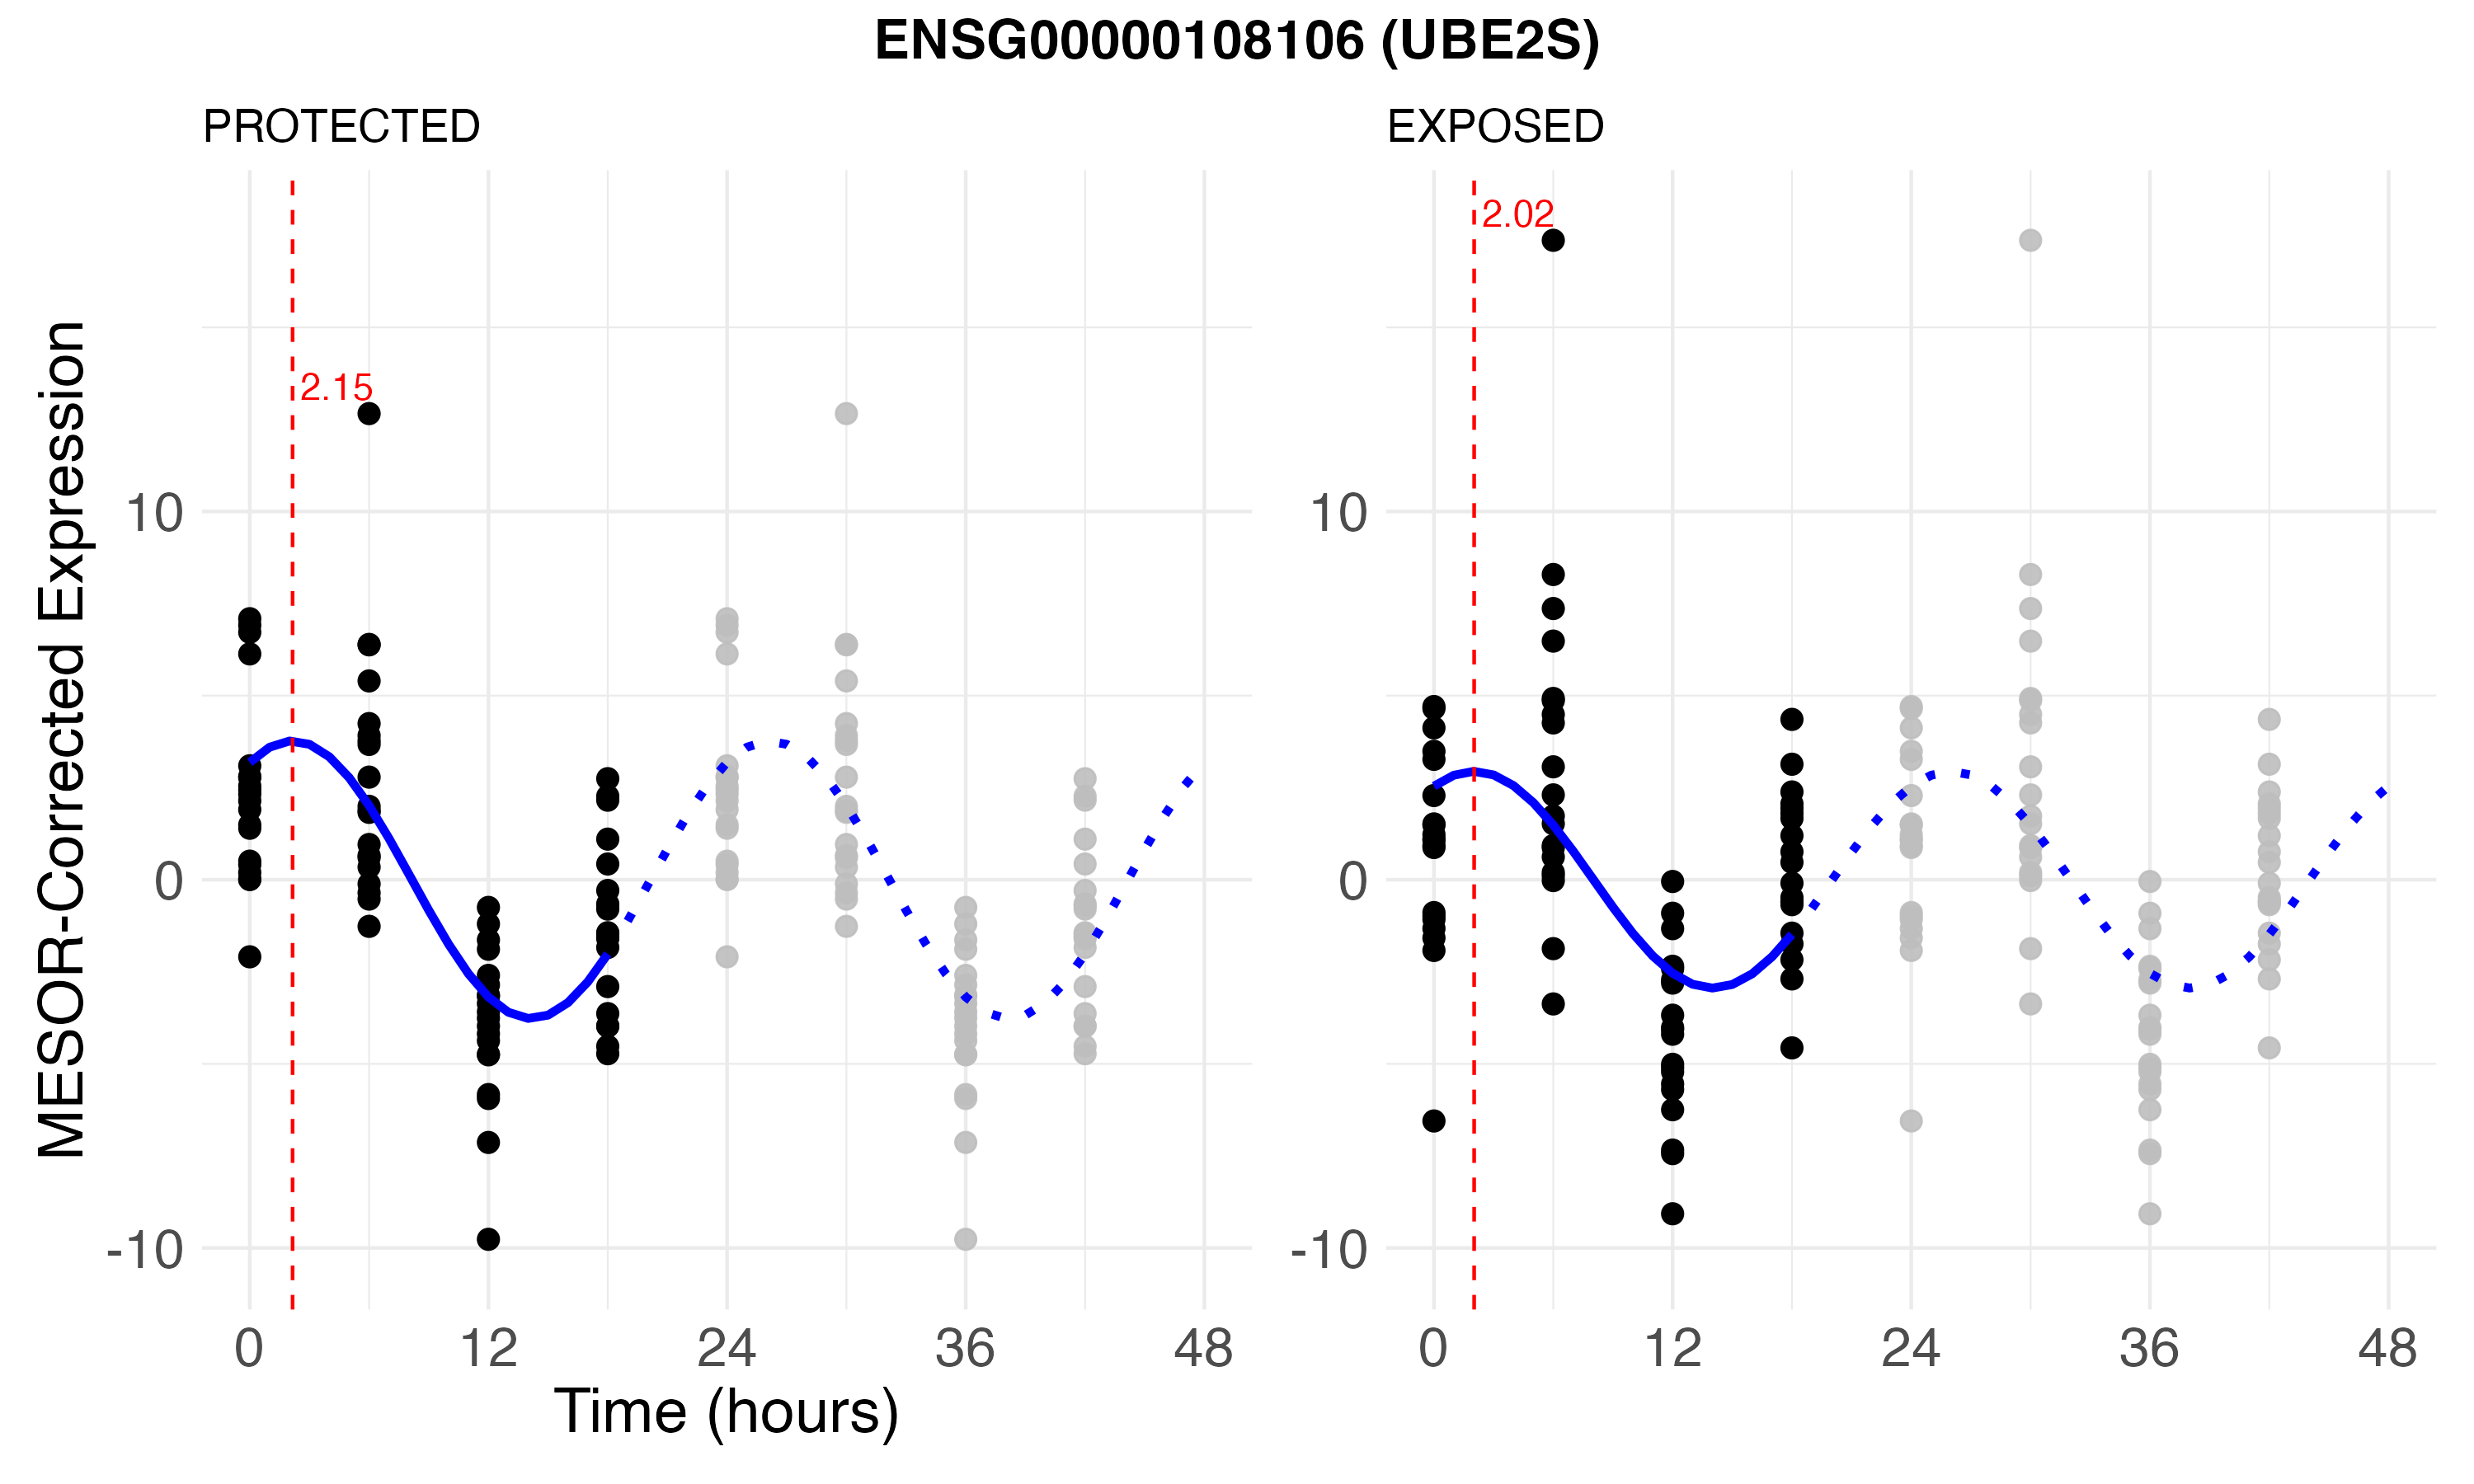 ENSG00000108106 (UBE2S)
PROTECTED
EXPOSED
MESOR-Corrected Expression
2.15
2.02
10
0
-10
10
0
-10
0 12 24 36 48
0 12 24 36 48
Time (hours)